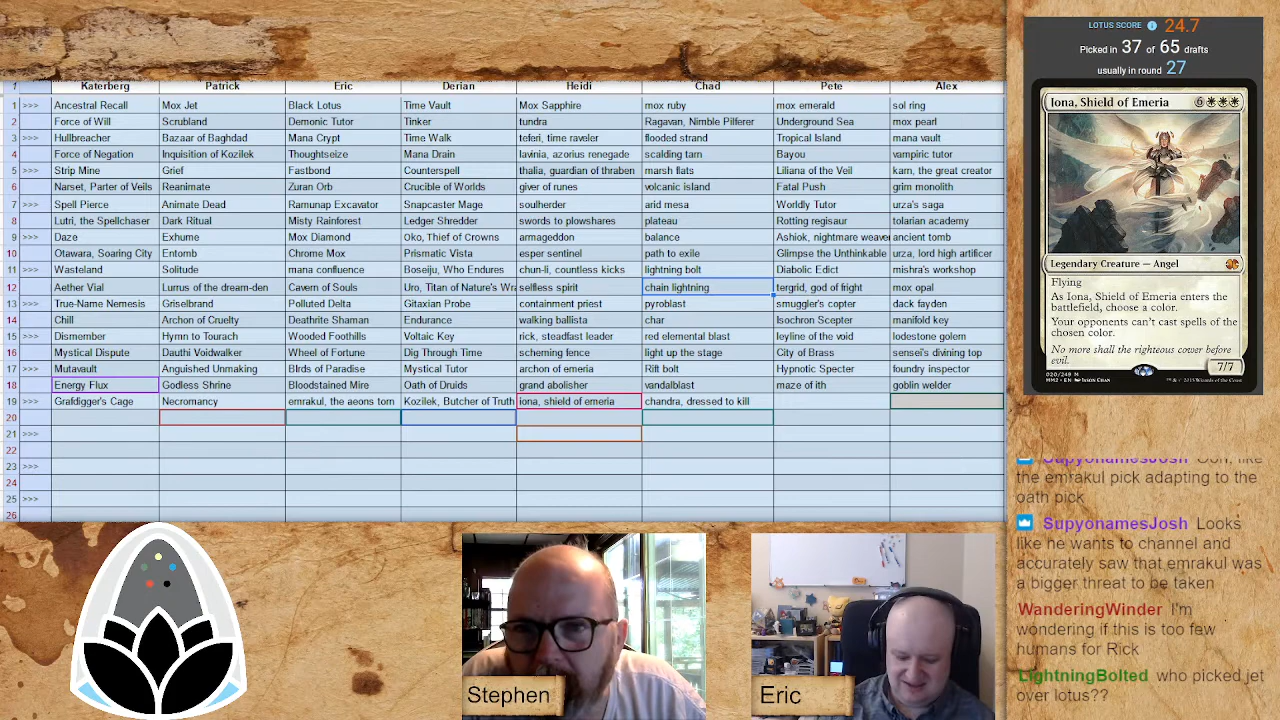 1 Katerberg Patrick Eric Derian Heidi Chad Pete Alex
1 >>> Ancestral Recall Mox Jet Black Lotus Time Vault Mox Sapphire mox ruby mox emerald sol ring
2 Force of Will Scrubland Demonic Tutor Tinker tundra Ragavan, Nimble Pilferer Underground Sea mox pearl
3 >>> Hullbreacher Bazaar of Baghdad Mana Crypt Time Walk teferi, time raveler flooded strand Tropical Island mana vault
4 Force of Negation Inquisition of Kozilek Thoughtseize Mana Drain lavinia, azorius renegade scalding tarn Bayou vampiric tutor
5 >>> Strip Mine Grief Fastbond Counterspell thalia, guardian of thraben marsh flats Liliana of the Veil karn, the great creator
6 Narset, Parter of Veils Reanimate Zuran Orb Crucible of Worlds giver of runes volcanic island Fatal Push grim monolith
7 >>> Spell Pierce Animate Dead Ramunap Excavator Snapcaster Mage soulherder arid mesa Worldly Tutor urza's saga
8 Lutri, the Spellchaser Dark Ritual Misty Rainforest Ledger Shredder swords to plowshares plateau Rotting regisaur tolarian academy
9 >>> Daze Exhume Mox Diamond Oko, Thief of Crowns armageddon balance Ashiok, nightmare weaver ancient tomb
10 Otawara, Soaring City Entomb Chrome Mox Prismatic Vista esper sentinel path to exile Glimpse the Unthinkable urza, lord high artificer
11 >>> Wasteland Solitude mana confluence Boseiju, Who Endures chun-li, countless kicks lightning bolt Diabolic Edict mishra's workshop
12 Aether Vial Lurrus of the dream-den Cavern of Souls Uro, Titan of Nature's Wra selfless spirit chain lightning tergrid, god of fright mox opal
13 >>> True-Name Nemesis Griselbrand Polluted Delta Gitaxian Probe containment priest pyroblast smuggler's copter dack fayden
14 Chill Archon of Cruelty Deathrite Shaman Endurance walking ballista char Isochron Scepter manifold key
15 >>> Dismember Hymn to Tourach Wooded Foothills Voltaic Key rick, steadfast leader red elemental blast leyline of the void lodestone golem
16 Mystical Dispute Dauthi Voidwalker Wheel of Fortune Dig Through Time scheming fence light up the stage City of Brass sensei's divining top
17 >>> Mutavault Anguished Unmaking BIrds of Paradise Mystical Tutor archon of emeria Rift bolt Hypnotic Specter foundry inspector
18 Energy Flux Godless Shrine Bloodstained Mire Oath of Druids grand abolisher vandalblast maze of ith goblin welder
19 >>> Grafdigger's Cage Necromancy emrakul, the aeons torn Kozilek, Butcher of Truth iona, shield of emeria chandra, dressed to kill
20
21 >>>
22
23 >>>
24
25 >>>
26
LOTUS SCORE 24.7
Picked in 37 of 65 drafts
usually in round 27
Iona, Shield of Emeria 6
Legendary Creature — Angel
Flying
As Iona, Shield of Emeria enters the
battlefield, choose a color.
Your opponents can't cast spells of the
chosen color.
No more shall the righteous cower before
evil.
7/7
SupyonamesJosh Ooh, like
the emrakul pick adapting to the
oath pick
SupyonamesJosh Looks
like he wants to channel and
accurately saw that emrakul was
a bigger threat to be taken
WanderingWinder I'm
wondering if this is too few
humans for Rick
LightningBolted who picked jet
over lotus??
Stephen
Eric